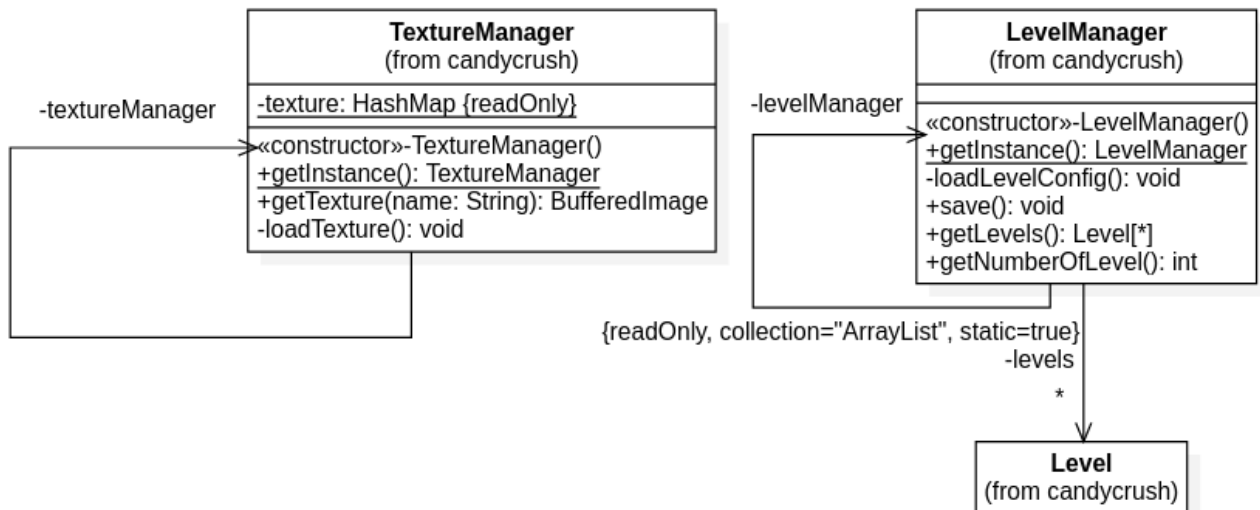 TextureManager
(from candycrush)
-texture: HashMap {readOnly}
«constructor»-TextureManager()
+getInstance(): TextureManager
+getTexture(name: String): BufferedImage
-loadTexture(): void
-textureManager
LevelManager
(from candycrush)
«constructor»-LevelManager()
+getInstance(): LevelManager
-loadLevelConfig(): void
+save(): void
+getLevels(): Level[*]
+getNumberOfLevel(): int
-levelManager
{readOnly, collection="ArrayList", static=true}
-levels
*
Level
(from candycrush)